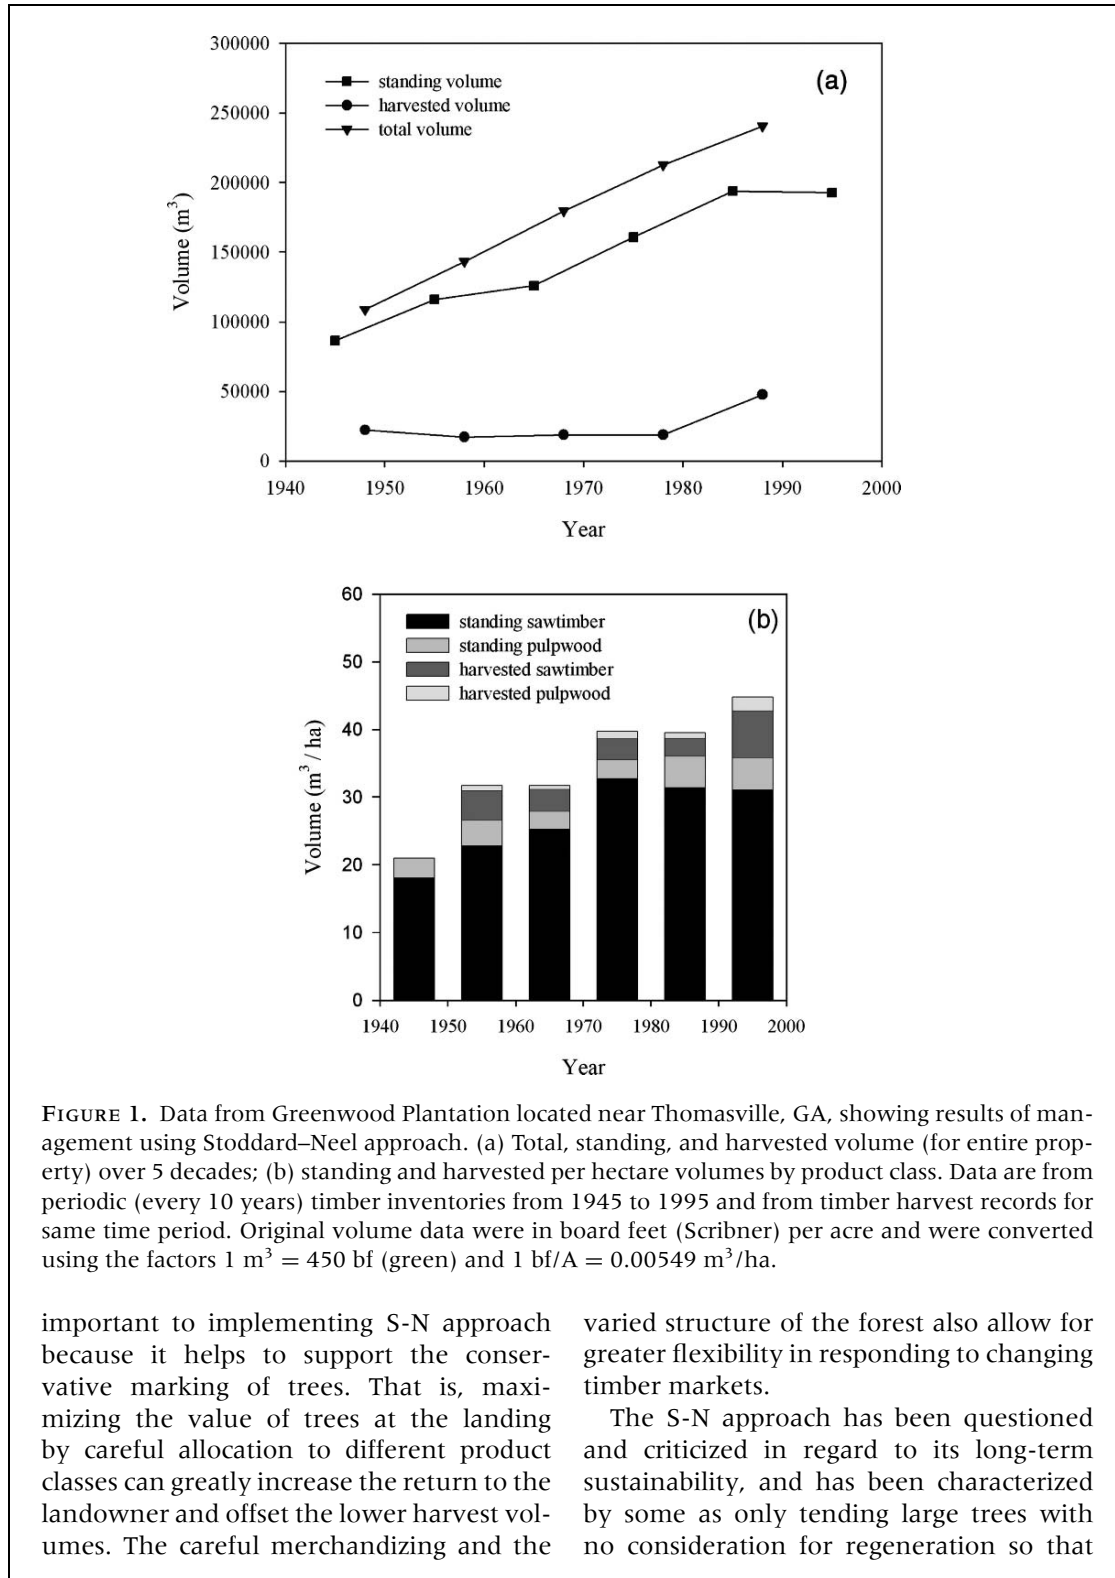 300000
250000
200000
150000
100000
50000
0
Volume (m3)
standing volume
harvested volume
total volume
(a)
1940 1950 1960 1970 1980 1990 2000
Year
60
50
40
30
20
10
0
Volume (m3 / ha)
standing sawtimber
standing pulpwood
harvested sawtimber
harvested pulpwood
(b)
1940 1950 1960 1970 1980 1990 2000
Year
FIGURE 1. Data from Greenwood Plantation located near Thomasville, GA, showing results of man-
agement using Stoddard–Neel approach. (a) Total, standing, and harvested volume (for entire prop-
erty) over 5 decades; (b) standing and harvested per hectare volumes by product class. Data are from
periodic (every 10 years) timber inventories from 1945 to 1995 and from timber harvest records for
same time period. Original volume data were in board feet (Scribner) per acre and were converted
using the factors 1 m3 = 450 bf (green) and 1 bf/A = 0.00549 m3/ha.
important to implementing S-N approach
because it helps to support the conser-
vative marking of trees. That is, maxi-
mizing the value of trees at the landing
by careful allocation to different product
classes can greatly increase the return to the
landowner and offset the lower harvest vol-
umes. The careful merchandizing and the
varied structure of the forest also allow for
greater flexibility in responding to changing
timber markets.
The S-N approach has been questioned
and criticized in regard to its long-term
sustainability, and has been characterized
by some as only tending large trees with
no consideration for regeneration so that